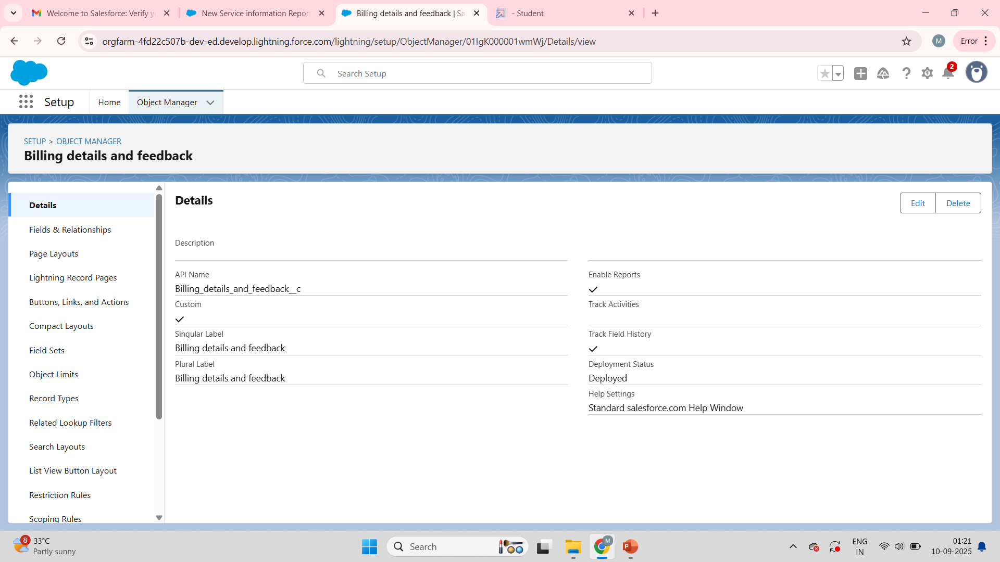 Welcome to Salesforce: Verify y
New Service information Repor
Billing details and feedback | Sa
- Student
orgfarm-4fd22c507b-dev-ed.develop.lightning.force.com/lightning/setup/ObjectManager/01IgK000001wmWj/Details/view
M
Error
Search Setup
2
Setup
Home
Object Manager
SETUP > OBJECT MANAGER
Billing details and feedback
Details
Fields & Relationships
Page Layouts
Lightning Record Pages
Buttons, Links, and Actions
Compact Layouts
Field Sets
Object Limits
Record Types
Related Lookup Filters
Search Layouts
List View Button Layout
Restriction Rules
Scoping Rules
Details
Edit
Delete
Description
API Name
Billing_details_and_feedback__c
Custom
Singular Label
Billing details and feedback
Plural Label
Billing details and feedback
Enable Reports
Track Activities
Track Field History
Deployment Status
Deployed
Help Settings
Standard salesforce.com Help Window
8
33°C
Partly sunny
Search
M
P
ENG
IN
01:21
10-09-2025